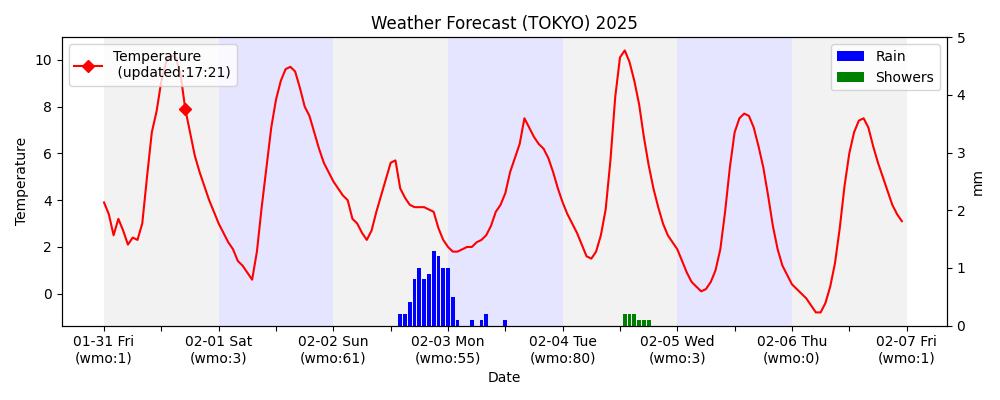 Weather Forecast (TOKYO) 2025
Temperature
(updated:17:21)
Rain
Showers
Temperature
10
8
6
4
2
0
5
4
3
2
1
0
mm
01-31 Fri
(wmo:1)
02-01 Sat
(wmo:3)
02-02 Sun
(wmo:61)
02-03 Mon
(wmo:55)
02-04 Tue
(wmo:80)
02-05 Wed
(wmo:3)
02-06 Thu
(wmo:0)
02-07 Fri
(wmo:1)
Date